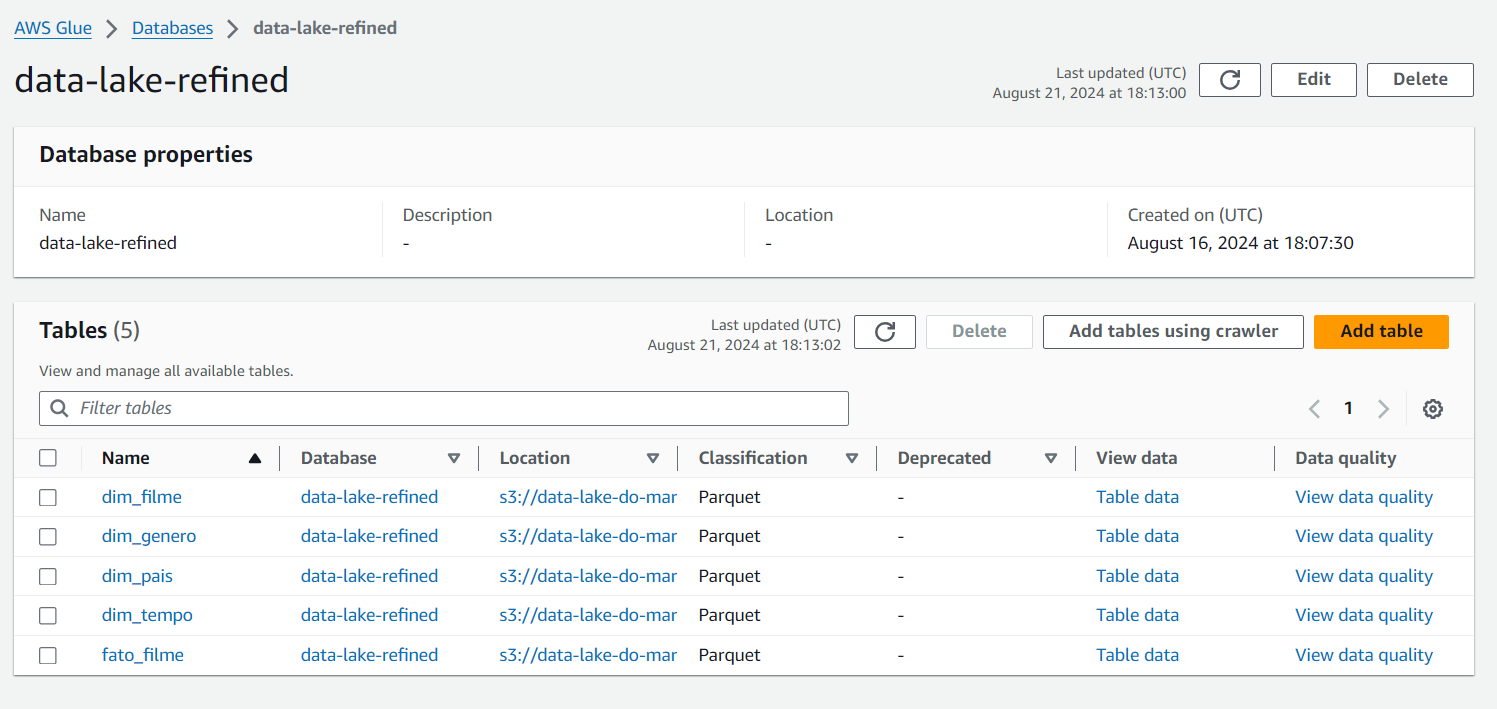 AWS Glue > Databases > data-lake-refined
data-lake-refined
Last updated (UTC)
August 21, 2024 at 18:13:00
Edit
Delete
Database properties
Name
data-lake-refined
Description
-
Location
-
Created on (UTC)
August 16, 2024 at 18:07:30
Tables (5)
Last updated (UTC)
August 21, 2024 at 18:13:02
Delete
Add tables using crawler
Add table
View and manage all available tables.
Filter tables
1
Name Database Location Classification Deprecated View data Data quality
dim_filme data-lake-refined s3://data-lake-do-mar Parquet - Table data View data quality
dim_genero data-lake-refined s3://data-lake-do-mar Parquet - Table data View data quality
dim_pais data-lake-refined s3://data-lake-do-mar Parquet - Table data View data quality
dim_tempo data-lake-refined s3://data-lake-do-mar Parquet - Table data View data quality
fato_filme data-lake-refined s3://data-lake-do-mar Parquet - Table data View data quality